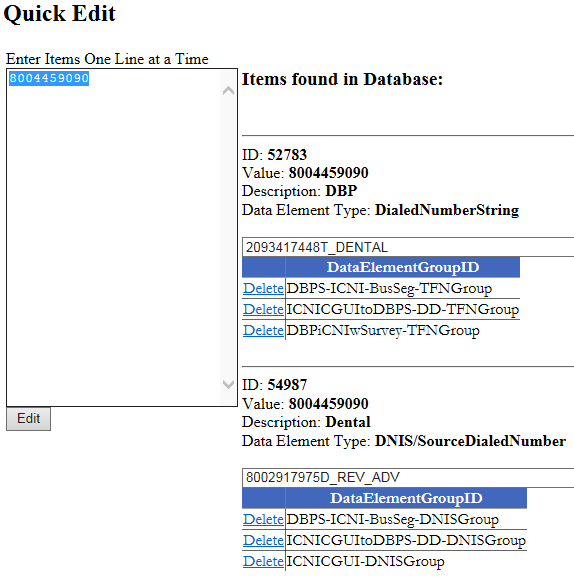 Quick Edit
Enter Items One Line at a Time
8004459090
Edit
Items found in Database:
ID: 52783
Value: 8004459090
Description: DBP
Data Element Type: DialedNumberString
2093417448T_DENTAL
DataElementGroupID
Delete DBPS-ICNI-BusSeg-TFNGroup
Delete ICNICGUItoDBPS-DD-TFNGroup
Delete DBPiCNIwSurvey-TFNGroup
ID: 54987
Value: 8004459090
Description: Dental
Data Element Type: DNIS/SourceDialedNumber
8002917975D_REV_ADV
DataElementGroupID
Delete DBPS-ICNI-BusSeg-DNISGroup
Delete ICNICGUItoDBPS-DD-DNISGroup
Delete ICNICGUI-DNISGroup